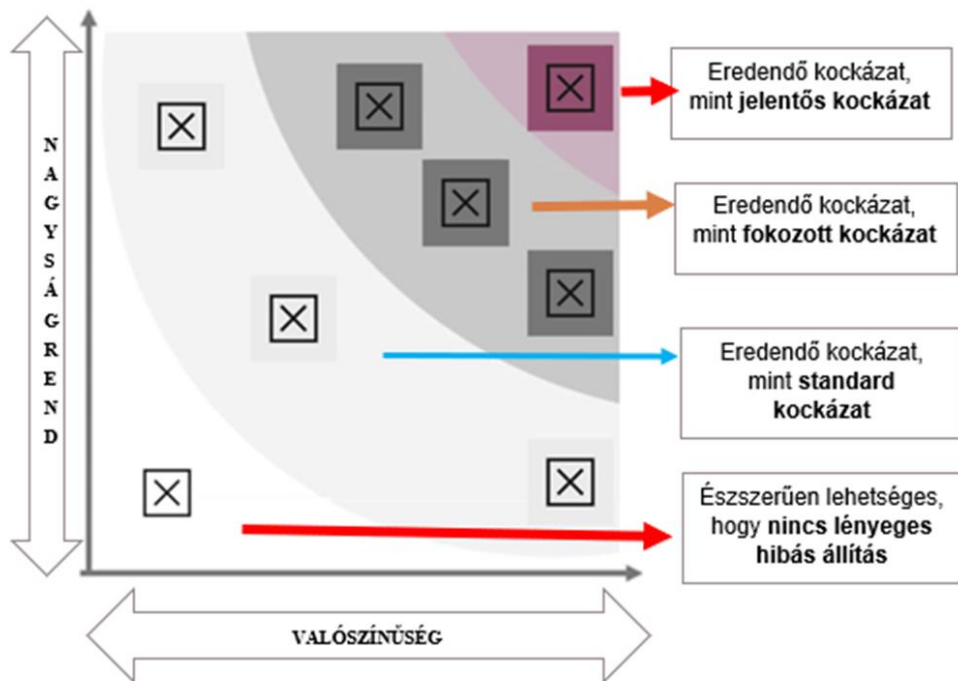 NAGYSÁGREND
Eredendő kockázat,
mint jelentős kockázat
Eredendő kockázat,
mint fokozott kockázat
Eredendő kockázat,
mint standard
kockázat
Észszerűen lehetséges,
hogy nincs lényeges
hibás állítás
VALÓSZÍNŰSÉG